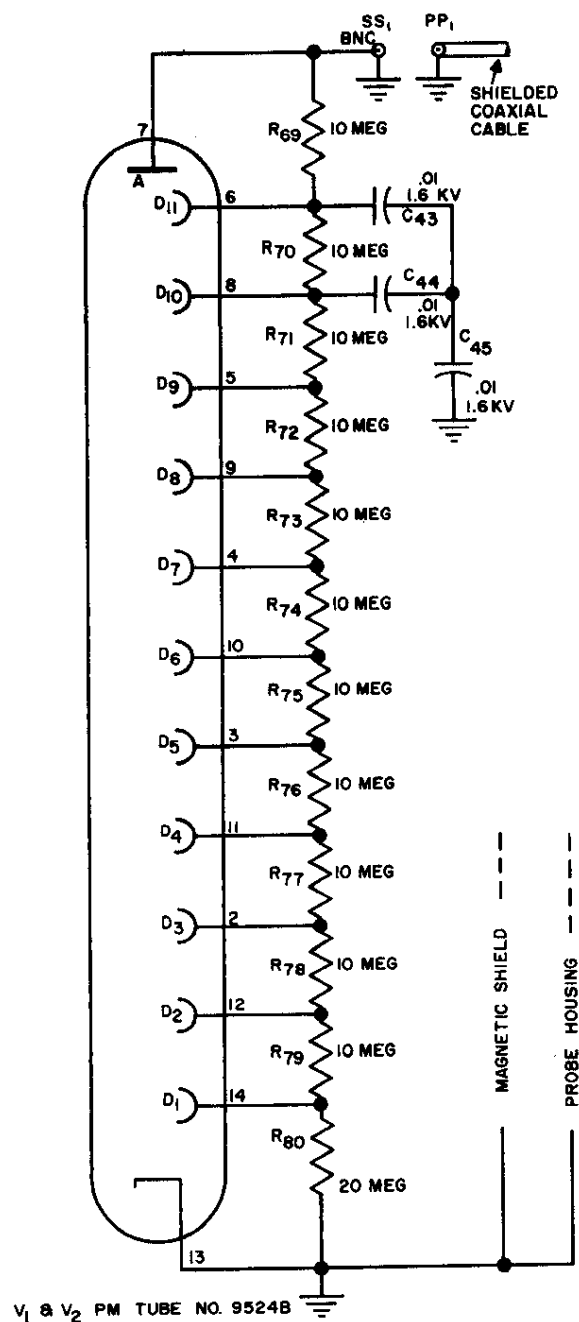 SS1 PP1
BNC
SHIELDED
COAXIAL
CABLE
7
A
R69 10 MEG
.01
1.6 KV
C43
D11 6
R70 10 MEG
C44
D10 8
.01
1.6KV
R71 10 MEG
C45
.01
1.6 KV
D9 5
R72 10 MEG
D8 9
R73 10 MEG
D7 4
R74 10 MEG
D6 10
R75 10 MEG
D5 3
R76 10 MEG
D4 11
R77 10 MEG
D3 2
R78 10 MEG
D2 12
R79 10 MEG
D1 14
R80
20 MEG
MAGNETIC SHIELD
PROBE HOUSING
13
V1 & V2 PM TUBE NO. 9524B